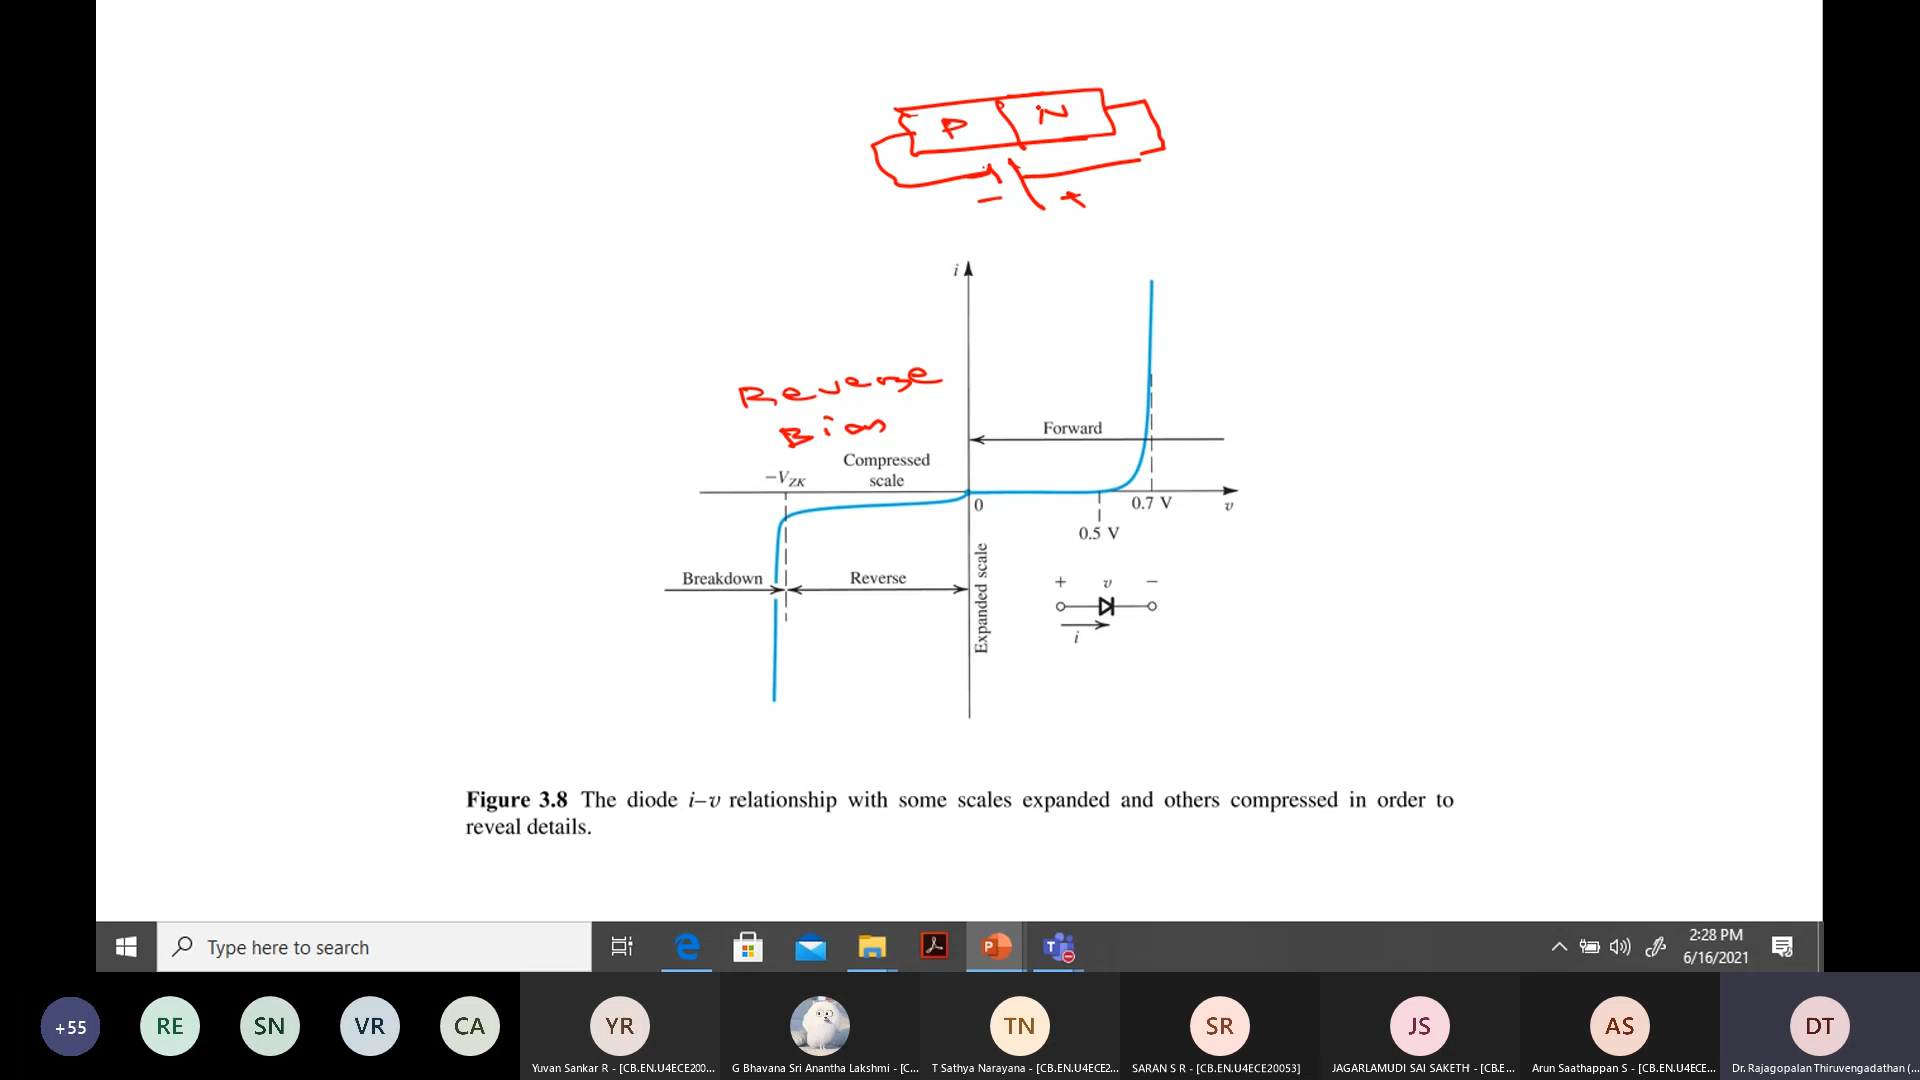 P N
− +
i
Reverse
Bias
Forward
Compressed
scale
−V_ZK
0
0.7 V
v
0.5 V
Expanded scale
Breakdown
Reverse
+ v −
i
Figure 3.8 The diode i–v relationship with some scales expanded and others compressed in order to
reveal details.
Type here to search
2:28 PM
6/16/2021
+55 RE SN VR CA YR TN SR JS AS DT
Yuvan Sankar R - [CB.EN.U4ECE200... G Bhavana Sri Anantha Lakshmi - [C... T Sathya Narayana - [CB.EN.U4ECE2... SARAN S R - [CB.EN.U4ECE20053] JAGARLAMUDI SAI SAKETH - [CB.E... Arun Saathappan S - [CB.EN.U4ECE... Dr. Rajagopalan Thiruvengadathan (...